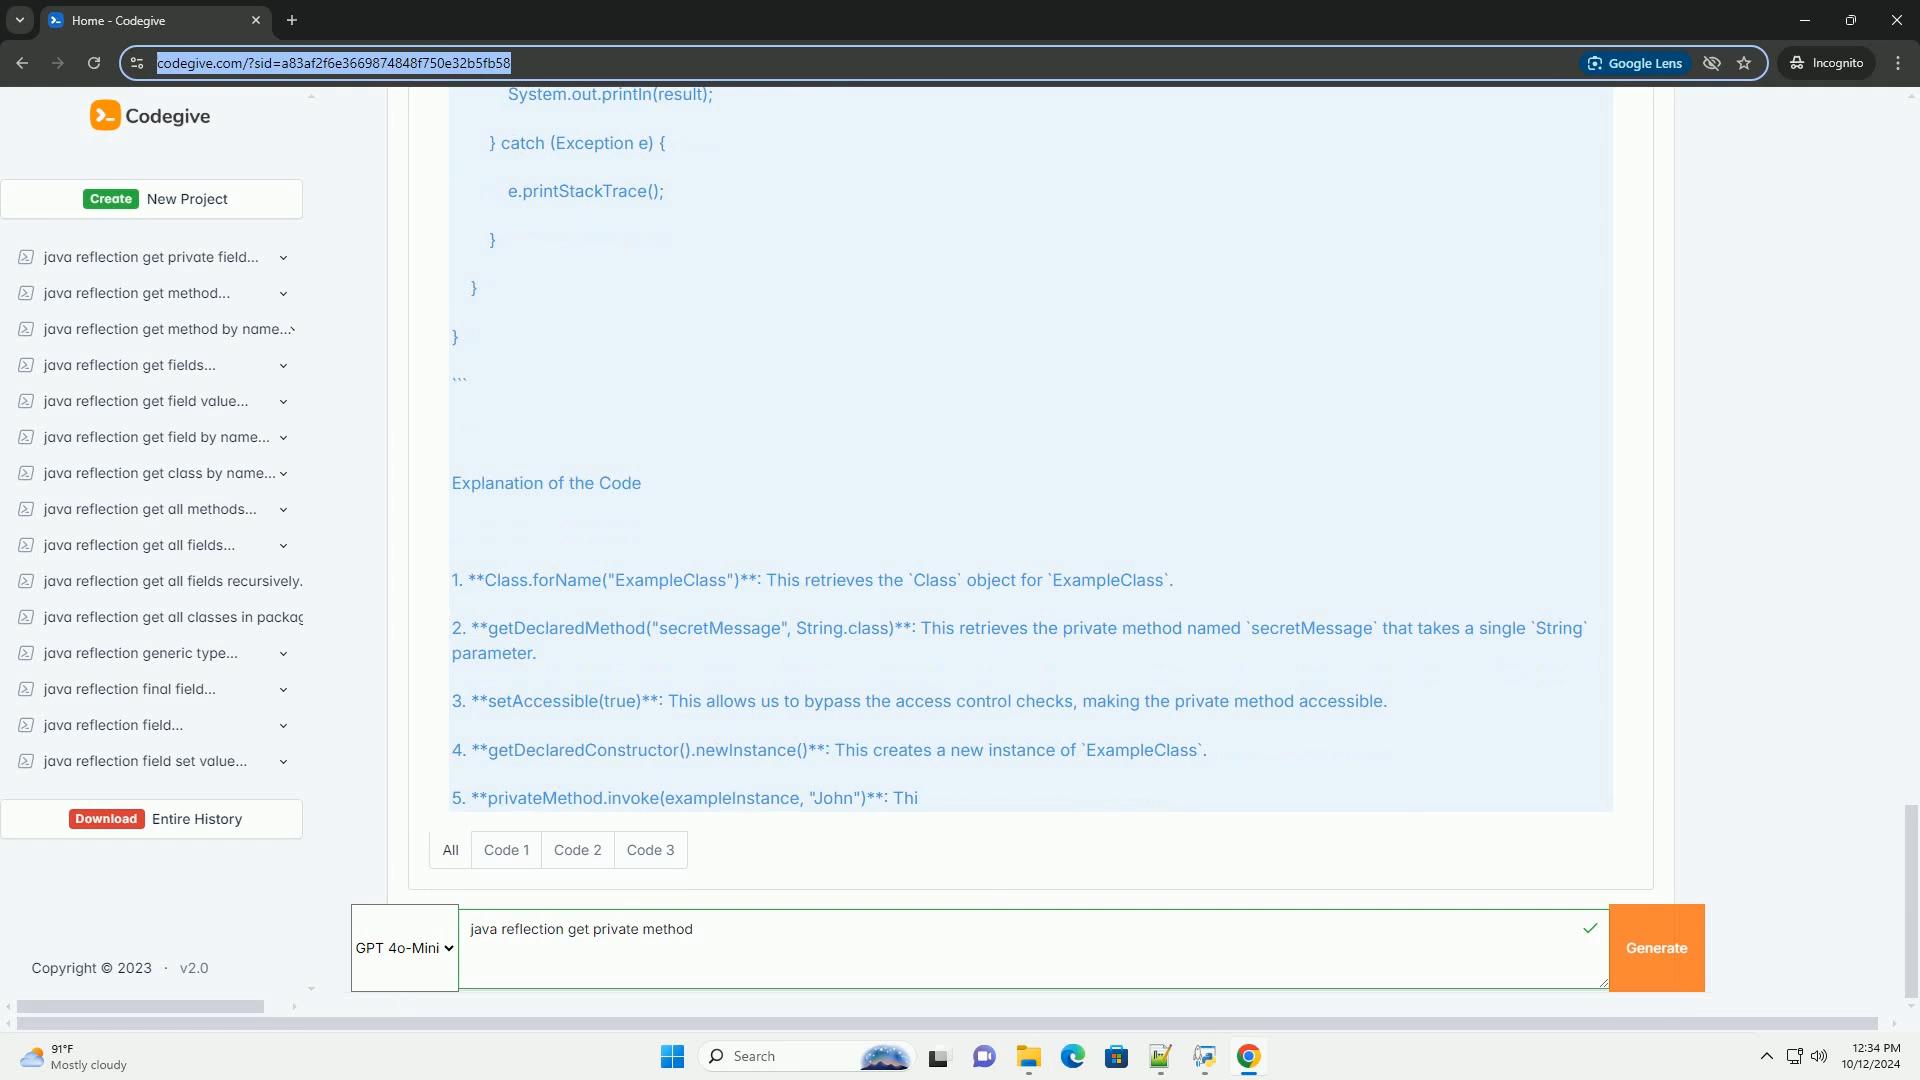 Home - Codegive
codegive.com/?sid=a83af2f6e3669874848f750e32b5fb58
Google Lens
Incognito
Codegive
Create New Project
java reflection get private field...
java reflection get method...
java reflection get method by name...
java reflection get fields...
java reflection get field value...
java reflection get field by name...
java reflection get class by name...
java reflection get all methods...
java reflection get all fields...
java reflection get all fields recursively.
java reflection get all classes in packag
java reflection generic type...
java reflection final field...
java reflection field...
java reflection field set value...
Download Entire History
Copyright © 2023 · v2.0
System.out.println(result);
} catch (Exception e) {
e.printStackTrace();
}
}
}
```
Explanation of the Code
1. **Class.forName("ExampleClass")**: This retrieves the `Class` object for `ExampleClass`.
2. **getDeclaredMethod("secretMessage", String.class)**: This retrieves the private method named `secretMessage` that takes a single `String`
parameter.
3. **setAccessible(true)**: This allows us to bypass the access control checks, making the private method accessible.
4. **getDeclaredConstructor().newInstance()**: This creates a new instance of `ExampleClass`.
5. **privateMethod.invoke(exampleInstance, "John")**: Thi
All Code 1 Code 2 Code 3
GPT 4o-Mini
java reflection get private method
Generate
91°F
Mostly cloudy
Search
12:34 PM
10/12/2024